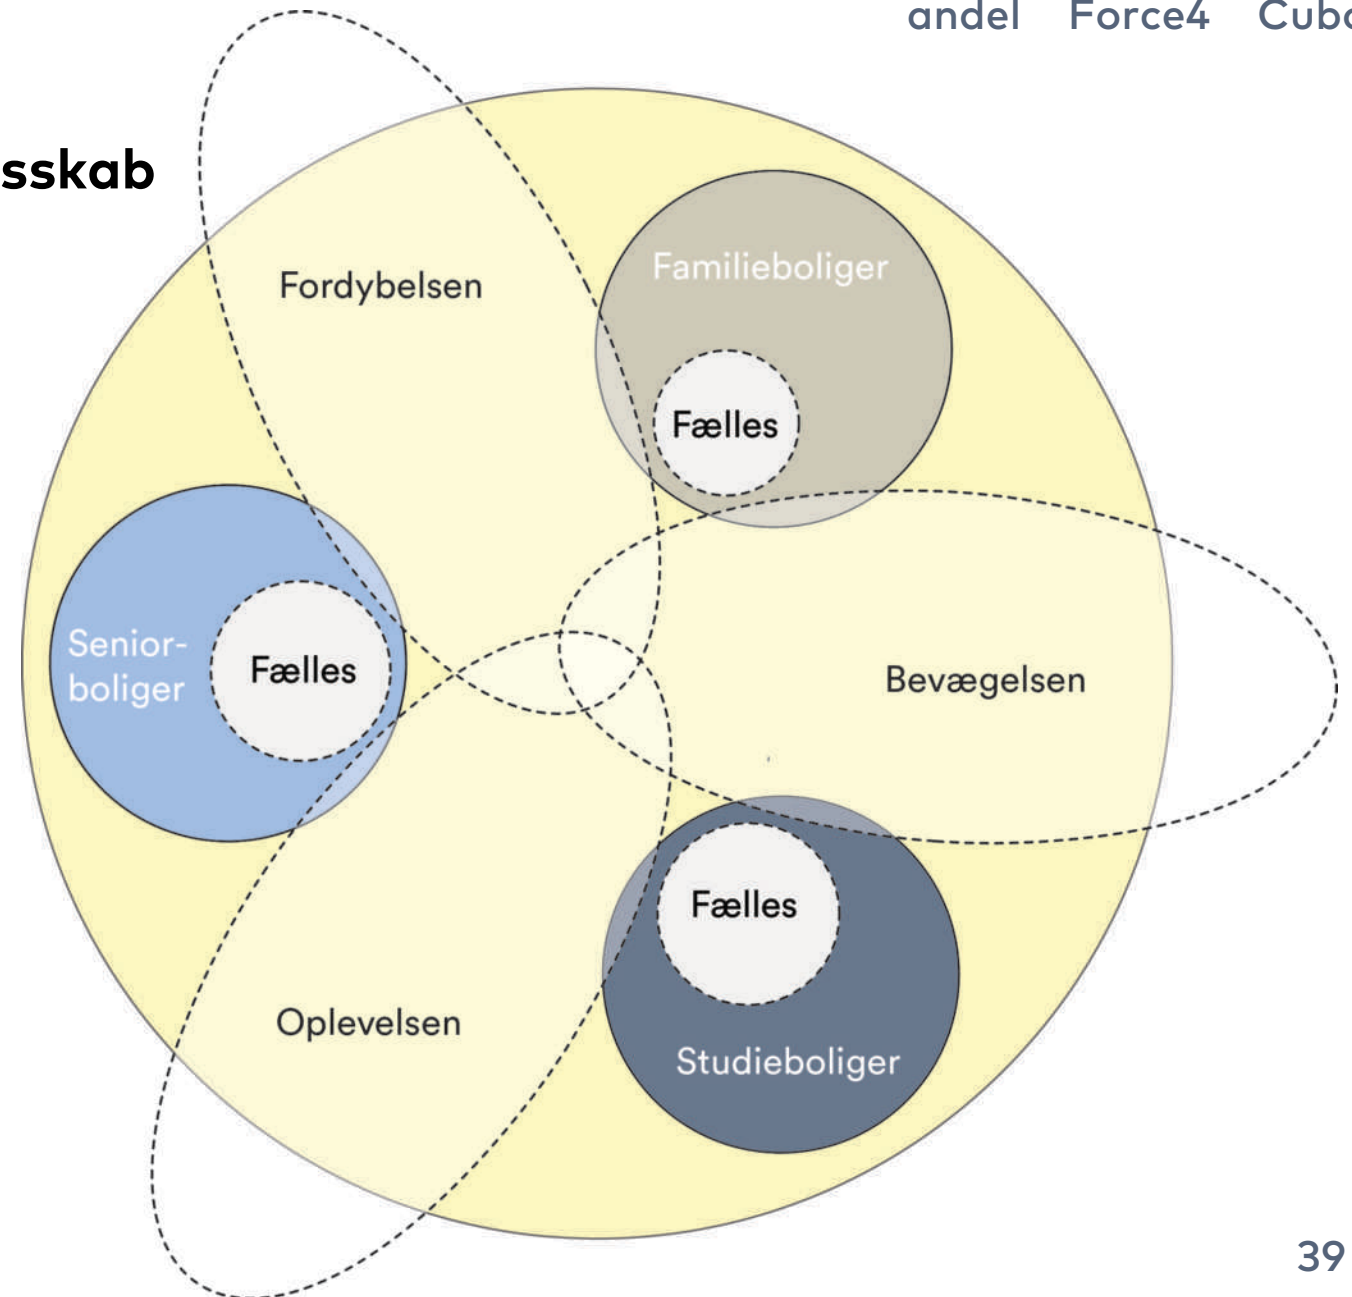 andel Force4
sskab
Familieboliger
Fordybelsen
Fælles
Senior-
boliger
Fælles
Bevægelsen
Fælles
Oplevelsen
Studieboliger
39